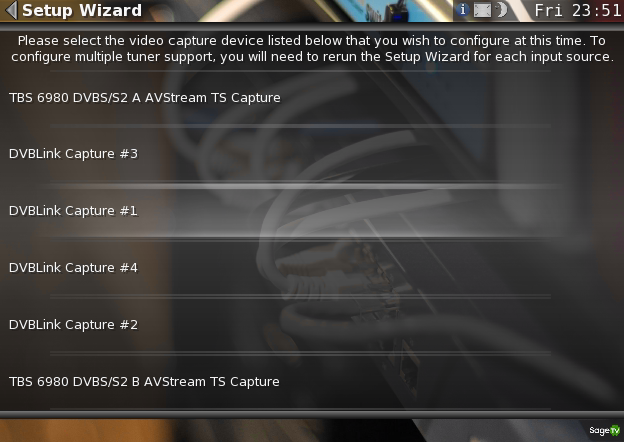 Setup Wizard
Fri 23:51
Please select the video capture device listed below that you wish to configure at this time. To
configure multiple tuner support, you will need to rerun the Setup Wizard for each input source.
TBS 6980 DVBS/S2 A AVStream TS Capture
DVBLink Capture #3
DVBLink Capture #1
DVBLink Capture #4
DVBLink Capture #2
TBS 6980 DVBS/S2 B AVStream TS Capture
SageTV